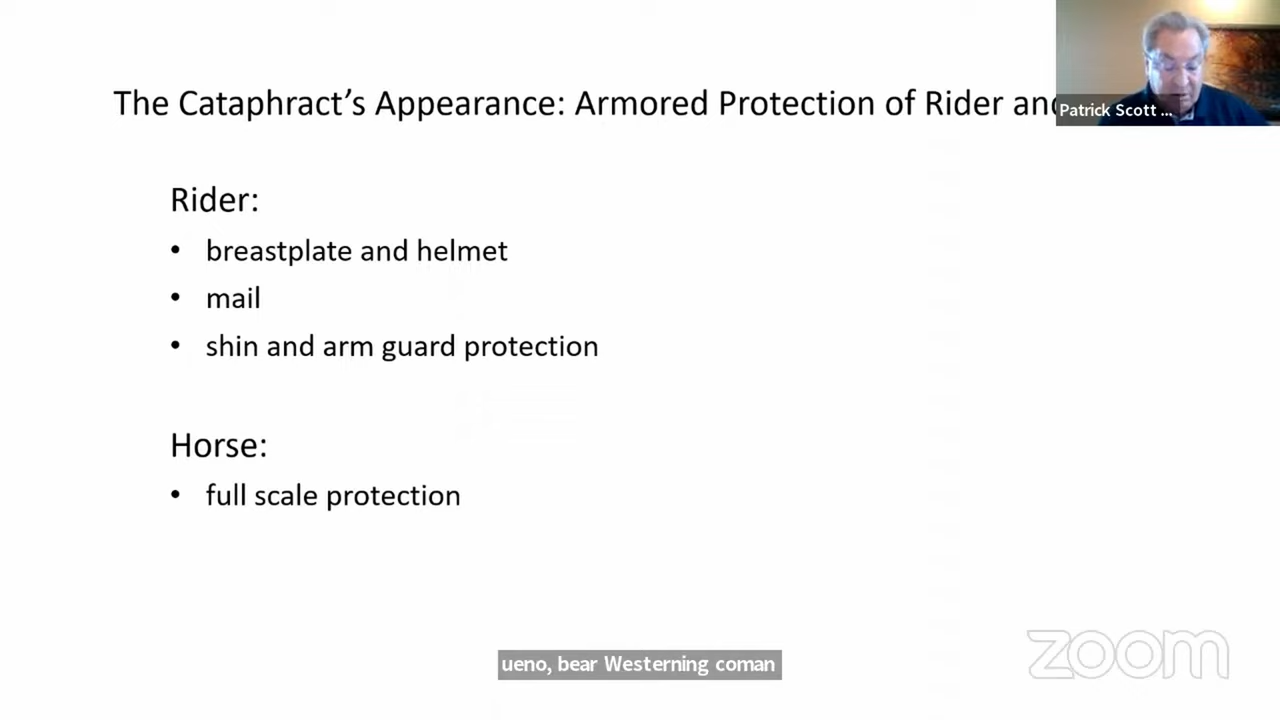 The Cataphract’s Appearance: Armored Protection of Rider and
Patrick Scott ...
Rider:
• breastplate and helmet
• mail
• shin and arm guard protection
Horse:
• full scale protection
ueno, bear Westerning coman
zoom